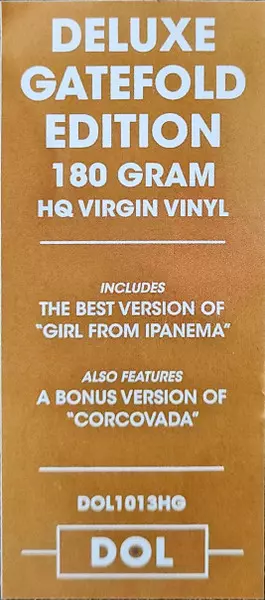 DELUXE
GATEFOLD
EDITION
180 GRAM
HQ VIRGIN VINYL
INCLUDES
THE BEST VERSION OF
"GIRL FROM IPANEMA"
ALSO FEATURES
A BONUS VERSION OF
"CORCOVADA"
DOL1013HG
DOL